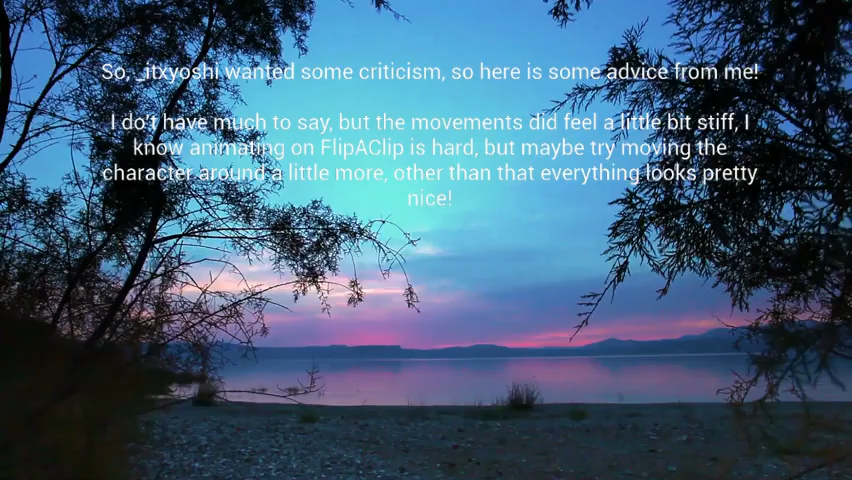 So, _itxyoshi wanted some criticism, so here is some advice from me!
I do't have much to say, but the movements did feel a little bit stiff, I
know animating on FlipAClip is hard, but maybe try moving the
character around a little more, other than that everything looks pretty
nice!